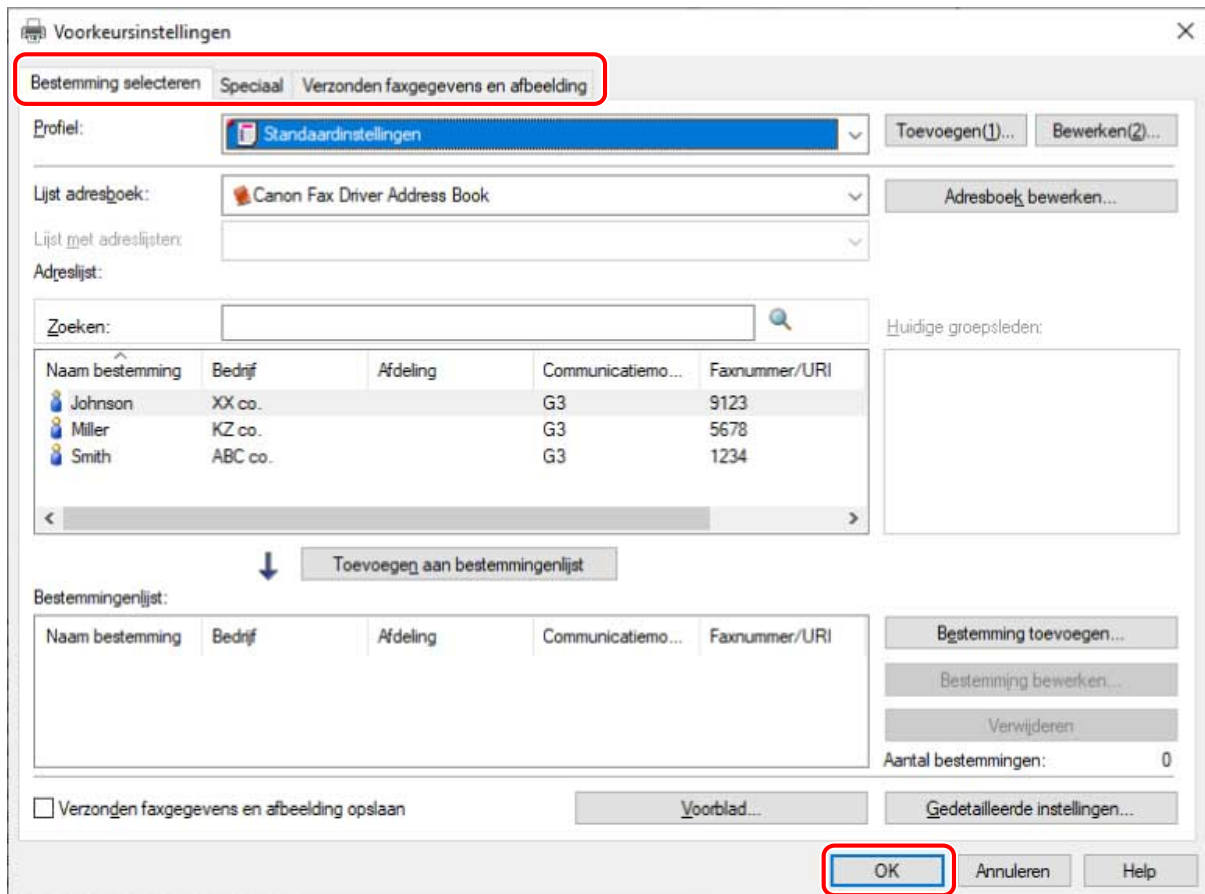 Voorkeursinstellingen
Bestemming selecteren Speciaal Verzonden faxgegevens en afbeelding
Profiel: Standaardinstellingen Toevoegen(1)... Bewerken(2)...
Lijst adresboek: Canon Fax Driver Address Book Adresboek bewerken...
Lijst met adreslijsten:
Adreslijst:
Zoeken: Huidige groepsleden:
Naam bestemming Bedrijf Afdeling Communicatiemo... Faxnummer/URI
Johnson XX co. G3 9123
Miller KZ co. G3 5678
Smith ABC co. G3 1234
Toevoegen aan bestemmingenlijst
Bestemmingenlijst:
Naam bestemming Bedrijf Afdeling Communicatiemo... Faxnummer/URI
Bestemming toevoegen...
Bestemming bewerken...
Verwijderen
Aantal bestemmingen: 0
Verzonden faxgegevens en afbeelding opslaan Voorblad... Gedetailleerde instellingen...
OK Annuleren Help